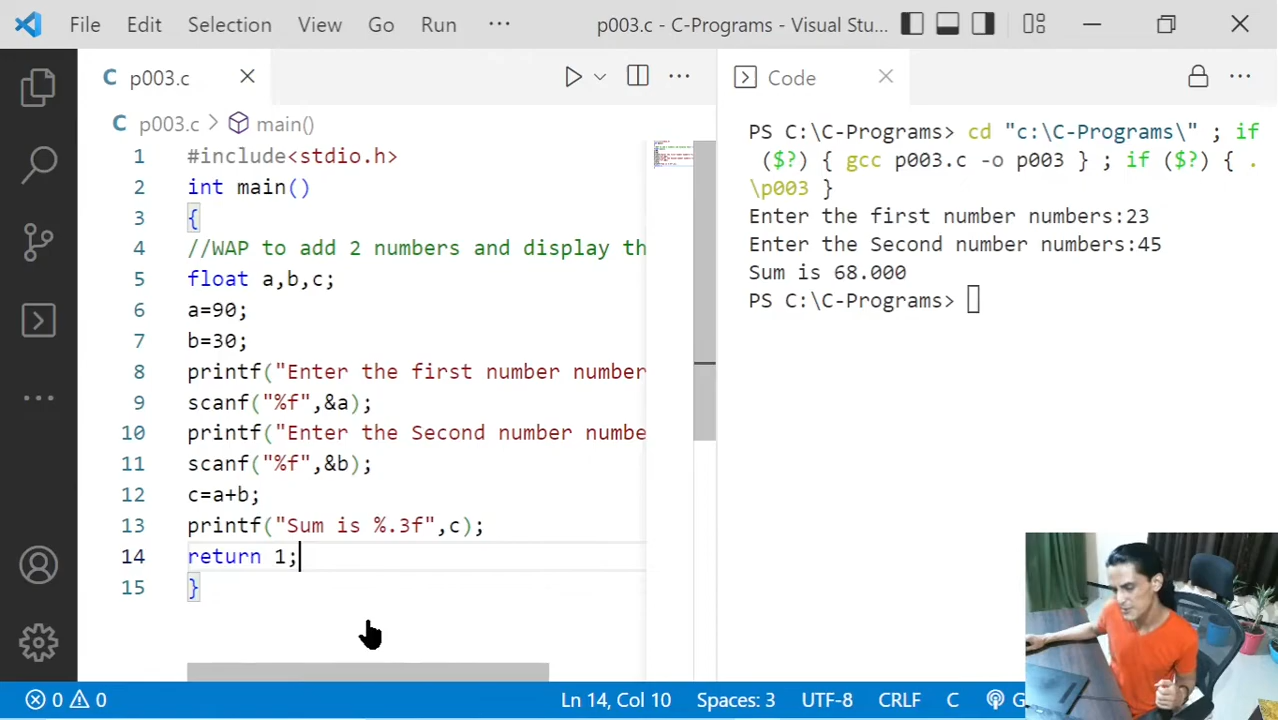 File Edit Selection View Go Run ··· p003.c - C-Programs - Visual Stu...
C p003.c
C p003.c > main()
1 #include<stdio.h>
2 int main()
3 {
4 //WAP to add 2 numbers and display th
5 float a,b,c;
6 a=90;
7 b=30;
8 printf("Enter the first number number
9 scanf("%f",&a);
10 printf("Enter the Second number numbe
11 scanf("%f",&b);
12 c=a+b;
13 printf("Sum is %.3f",c);
14 return 1;
15 }
Code
PS C:\C-Programs> cd "c:\C-Programs\" ; if
($?) { gcc p003.c -o p003 } ; if ($?) { .
\p003 }
Enter the first number numbers:23
Enter the Second number numbers:45
Sum is 68.000
PS C:\C-Programs>
0 0 Ln 14, Col 10 Spaces: 3 UTF-8 CRLF C G